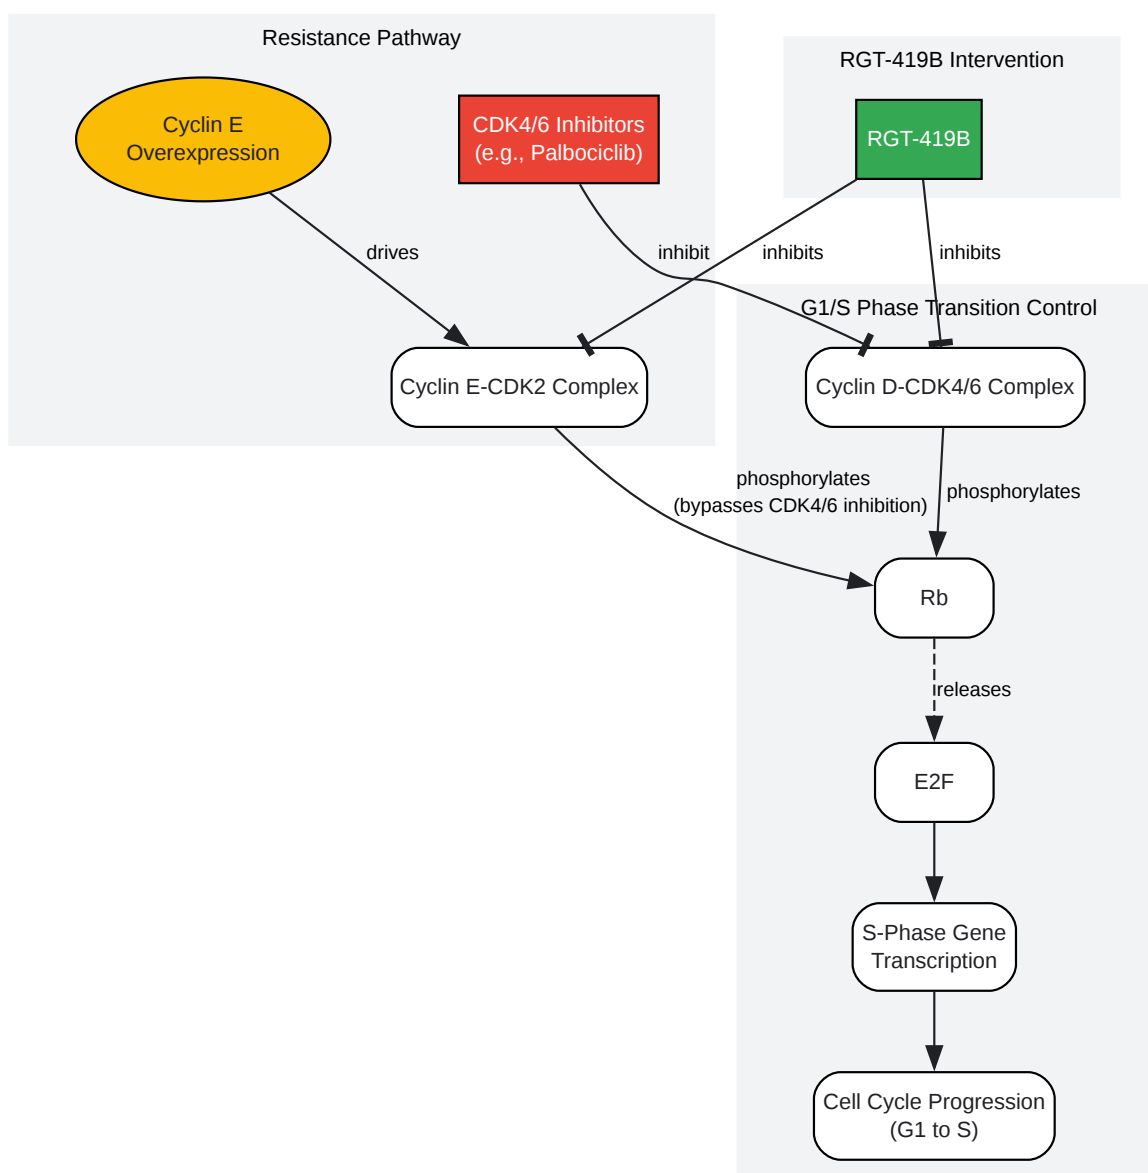 Resistance Pathway
RGT-419B Intervention
Cyclin E
Overexpression
CDK4/6 Inhibitors
(e.g., Palbociclib)
RGT-419B
drives
inhibit
inhibits
inhibits
G1/S Phase Transition Control
Cyclin E-CDK2 Complex
Cyclin D-CDK4/6 Complex
phosphorylates
(bypasses CDK4/6 inhibition)
phosphorylates
Rb
releases
E2F
S-Phase Gene
Transcription
Cell Cycle Progression
(G1 to S)